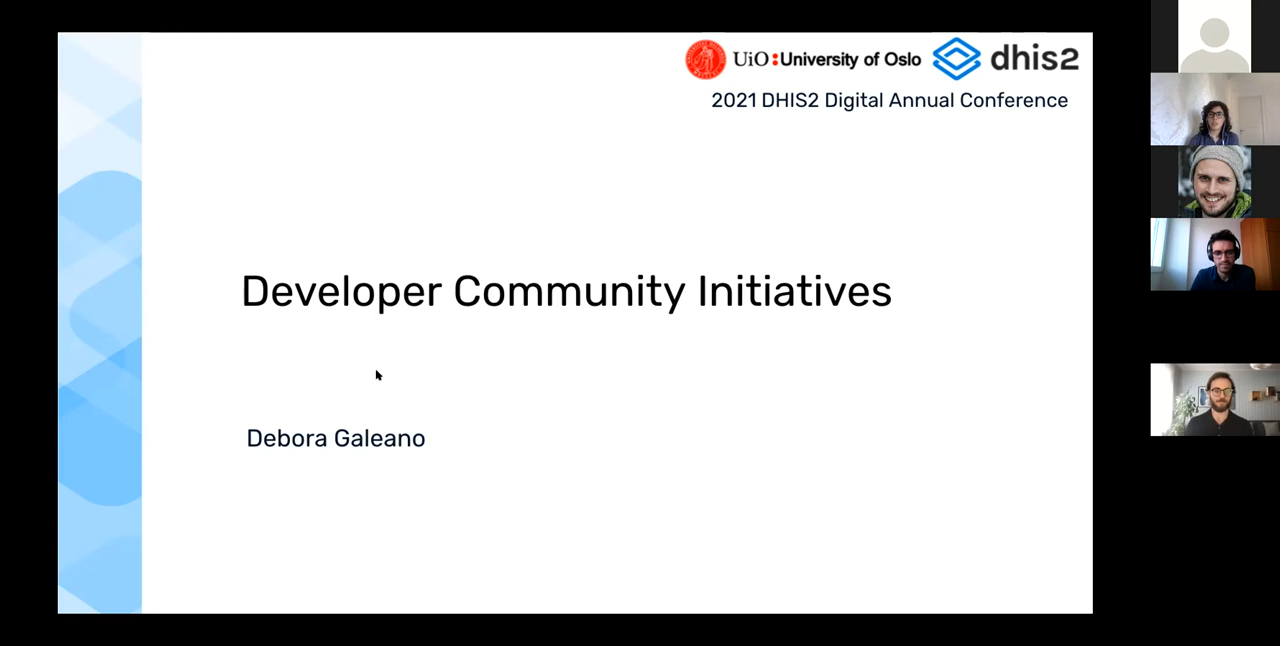 UiO:University of Oslo dhis2
2021 DHIS2 Digital Annual Conference
Developer Community Initiatives
Debora Galeano